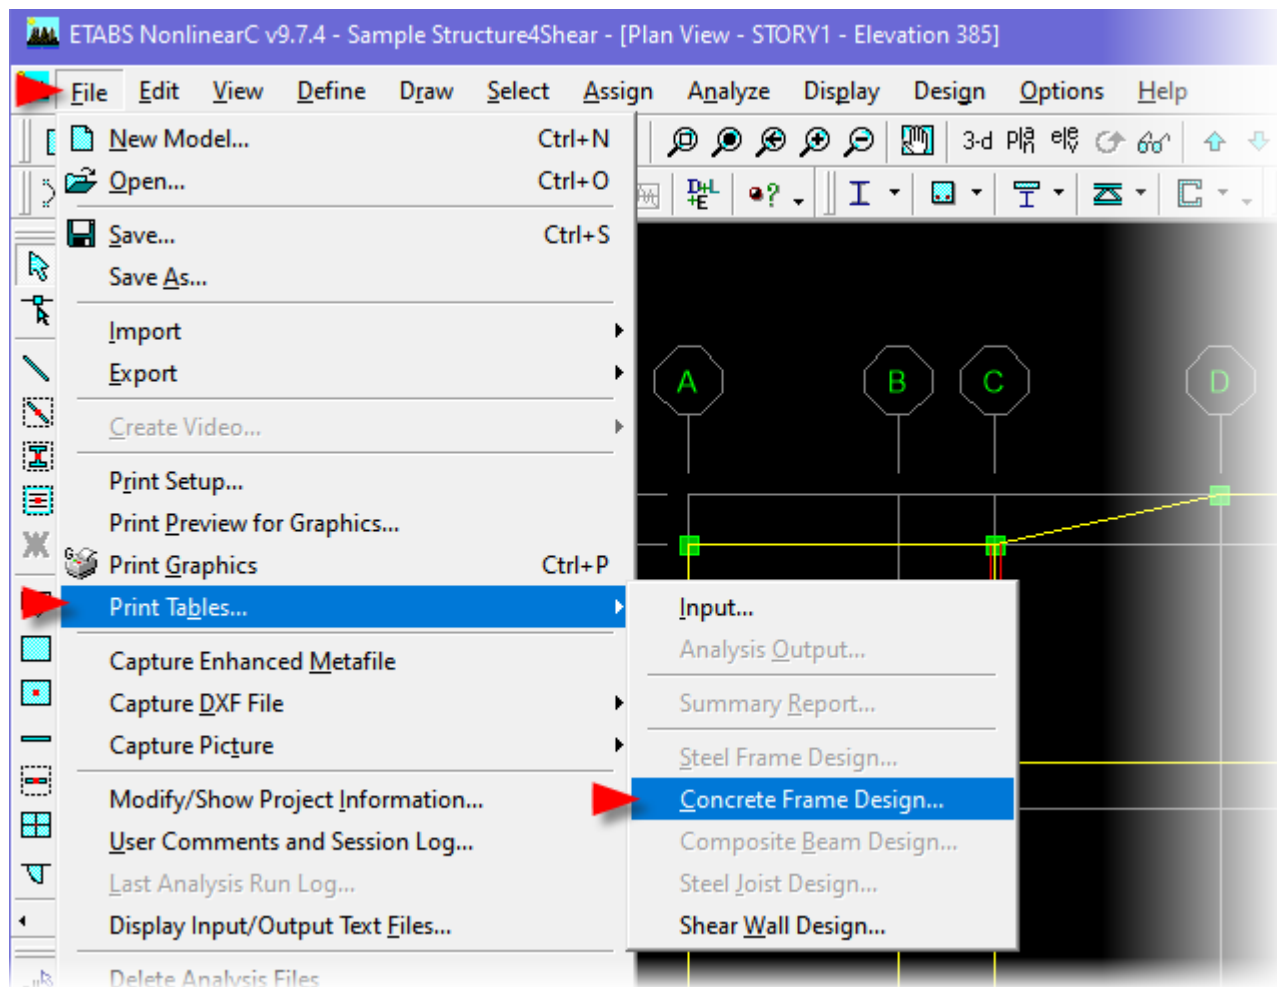 ETABS NonlinearC v9.7.4 - Sample Structure4Shear - [Plan View - STORY1 - Elevation 385]
File Edit View Define Draw Select Assign Analyze Display Design Options Help
New Model... Ctrl+N
3-d pla ele
Open... Ctrl+O
D+L +E
Save... Ctrl+S
Save As...
Import
Export
A B C D
Create Video...
Print Setup...
Print Preview for Graphics...
Print Graphics Ctrl+P
Print Tables...
Input...
Analysis Output...
Capture Enhanced Metafile
Capture DXF File
Summary Report...
Capture Picture
Steel Frame Design...
Modify/Show Project Information...
Concrete Frame Design...
User Comments and Session Log...
Composite Beam Design...
Last Analysis Run Log...
Steel Joist Design...
Display Input/Output Text Files...
Shear Wall Design...
Delete Analysis Files